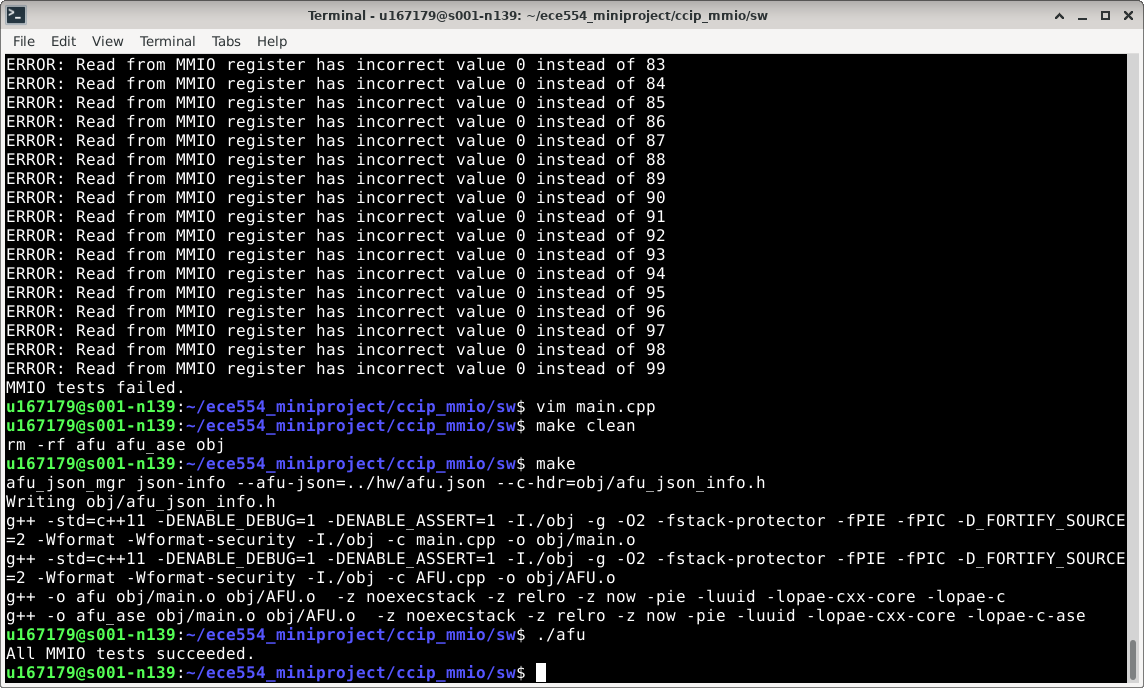 Terminal - u167179@s001-n139: ~/ece554_miniproject/ccip_mmio/sw
File Edit View Terminal Tabs Help
ERROR: Read from MMIO register has incorrect value 0 instead of 83
ERROR: Read from MMIO register has incorrect value 0 instead of 84
ERROR: Read from MMIO register has incorrect value 0 instead of 85
ERROR: Read from MMIO register has incorrect value 0 instead of 86
ERROR: Read from MMIO register has incorrect value 0 instead of 87
ERROR: Read from MMIO register has incorrect value 0 instead of 88
ERROR: Read from MMIO register has incorrect value 0 instead of 89
ERROR: Read from MMIO register has incorrect value 0 instead of 90
ERROR: Read from MMIO register has incorrect value 0 instead of 91
ERROR: Read from MMIO register has incorrect value 0 instead of 92
ERROR: Read from MMIO register has incorrect value 0 instead of 93
ERROR: Read from MMIO register has incorrect value 0 instead of 94
ERROR: Read from MMIO register has incorrect value 0 instead of 95
ERROR: Read from MMIO register has incorrect value 0 instead of 96
ERROR: Read from MMIO register has incorrect value 0 instead of 97
ERROR: Read from MMIO register has incorrect value 0 instead of 98
ERROR: Read from MMIO register has incorrect value 0 instead of 99
MMIO tests failed.
u167179@s001-n139:~/ece554_miniproject/ccip_mmio/sw$ vim main.cpp
u167179@s001-n139:~/ece554_miniproject/ccip_mmio/sw$ make clean
rm -rf afu afu_ase obj
u167179@s001-n139:~/ece554_miniproject/ccip_mmio/sw$ make
afu_json_mgr json-info --afu-json=../hw/afu.json --c-hdr=obj/afu_json_info.h
Writing obj/afu_json_info.h
g++ -std=c++11 -DENABLE_DEBUG=1 -DENABLE_ASSERT=1 -I./obj -g -O2 -fstack-protector -fPIE -fPIC -D_FORTIFY_SOURCE
=2 -Wformat -Wformat-security -I./obj -c main.cpp -o obj/main.o
g++ -std=c++11 -DENABLE_DEBUG=1 -DENABLE_ASSERT=1 -I./obj -g -O2 -fstack-protector -fPIE -fPIC -D_FORTIFY_SOURCE
=2 -Wformat -Wformat-security -I./obj -c AFU.cpp -o obj/AFU.o
g++ -o afu obj/main.o obj/AFU.o  -z noexecstack -z relro -z now -pie -luuid -lopae-cxx-core -lopae-c
g++ -o afu_ase obj/main.o obj/AFU.o  -z noexecstack -z relro -z now -pie -luuid -lopae-cxx-core -lopae-c-ase
u167179@s001-n139:~/ece554_miniproject/ccip_mmio/sw$ ./afu
All MMIO tests succeeded.
u167179@s001-n139:~/ece554_miniproject/ccip_mmio/sw$